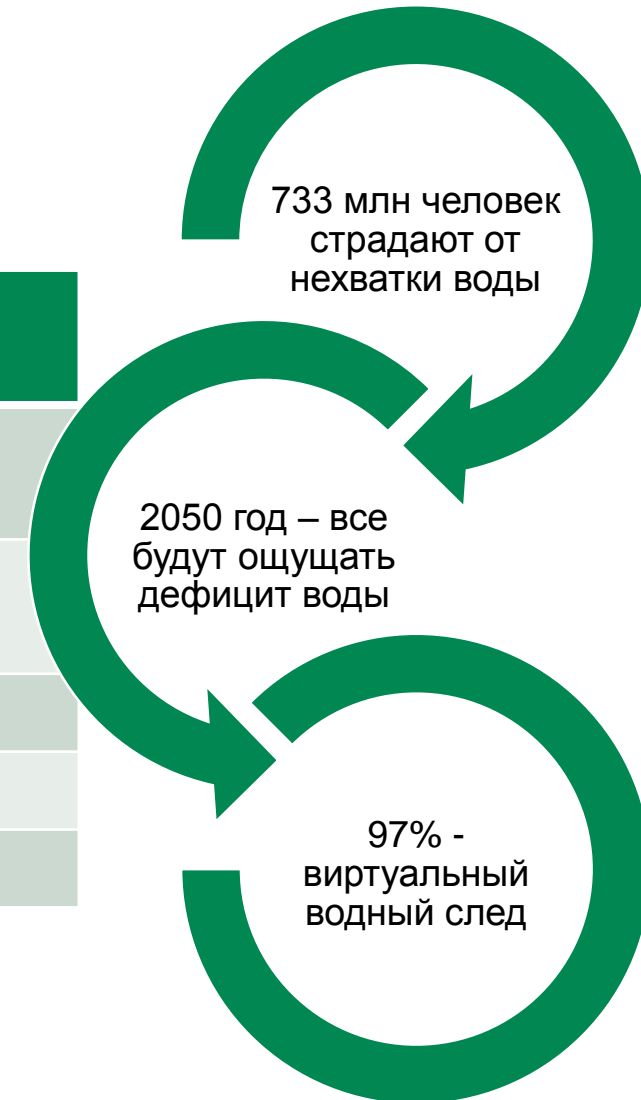 733 млн человек
страдают от
нехватки воды
2050 год – все
будут ощущать
дефицит воды
97% -
виртуальный
водный след